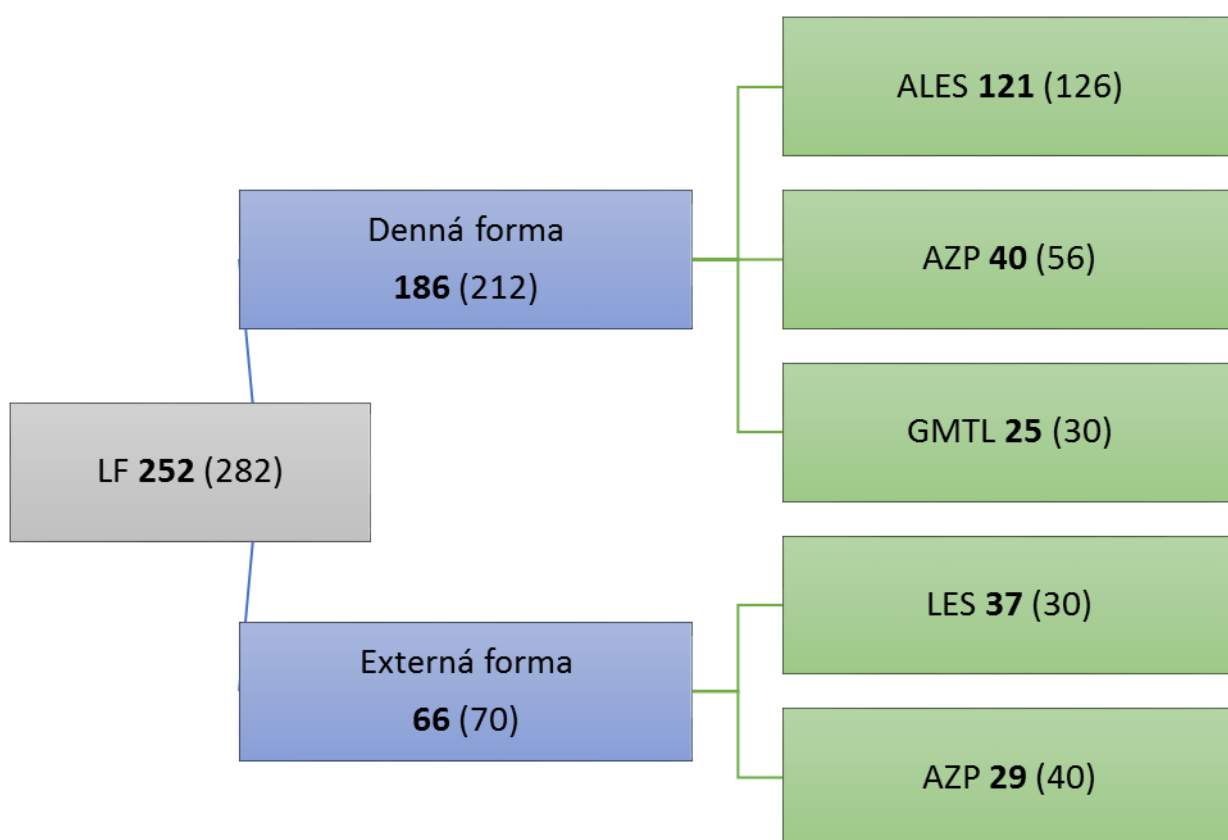 LF 252 (282)
Denná forma
186 (212)
ALES 121 (126)
AZP 40 (56)
GMTL 25 (30)
Externá forma
66 (70)
LES 37 (30)
AZP 29 (40)